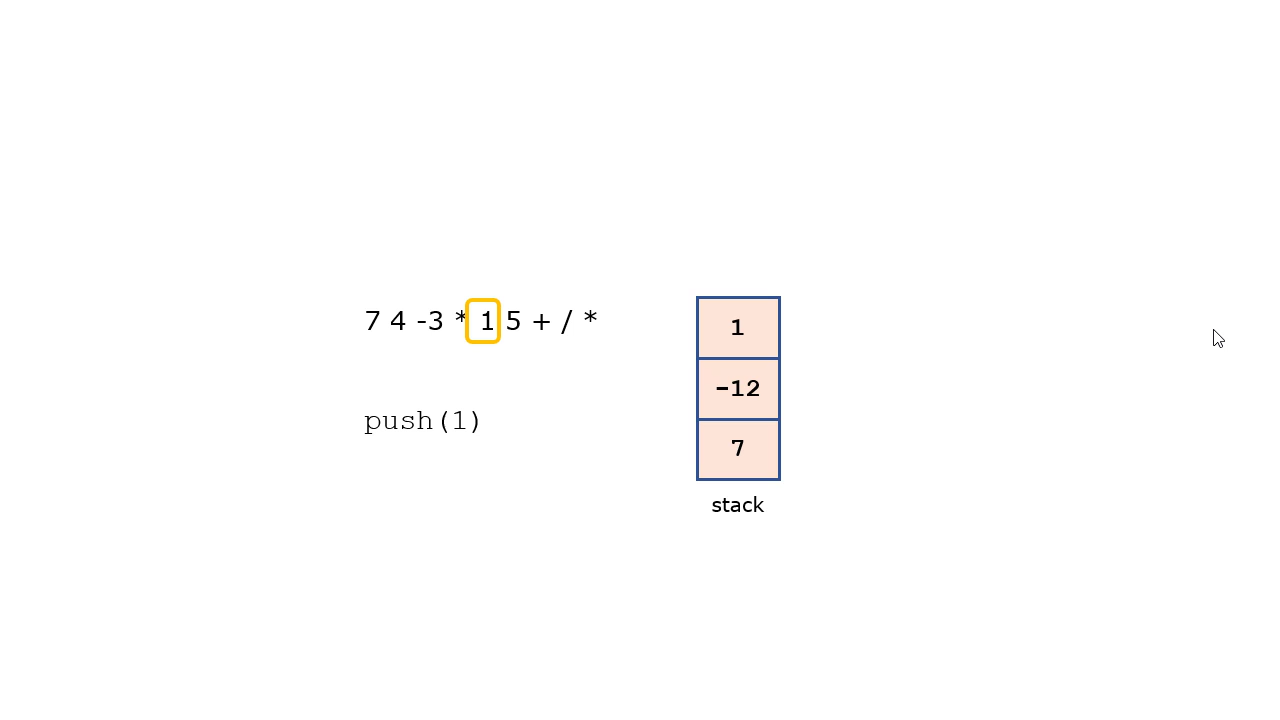 7 4 -3 * 1 5 + / *
push(1)
1
-12
7
stack